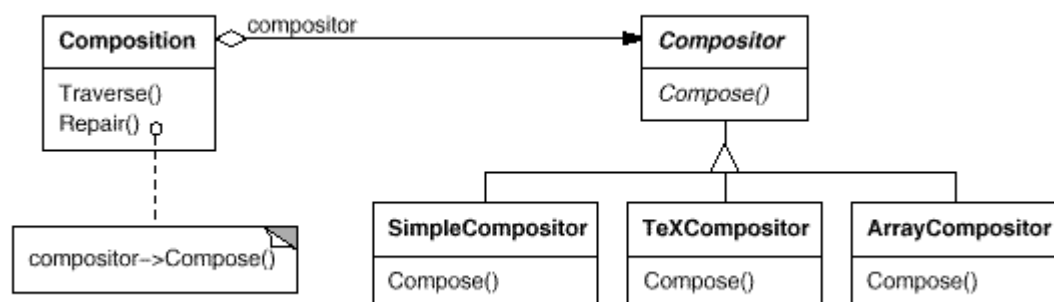 Composition
Traverse()
Repair()
compositor
Compositor
Compose()
compositor->Compose()
SimpleCompositor
Compose()
TeXCompositor
Compose()
ArrayCompositor
Compose()